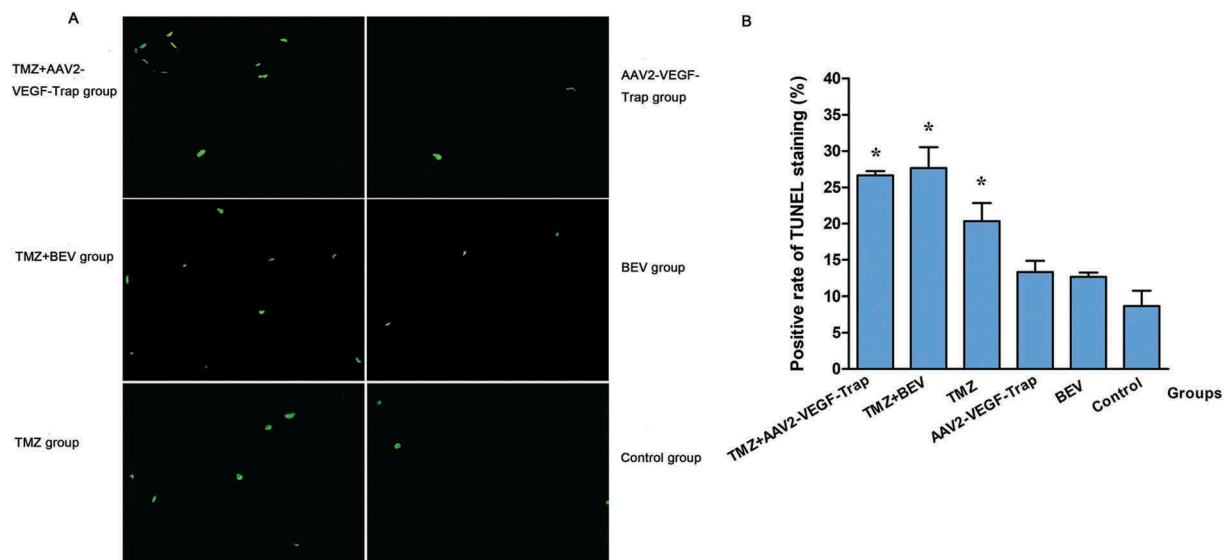 A
TMZ+AAV2-
VEGF-Trap group
AAV2-VEGF-
Trap group
TMZ+BEV group
BEV group
TMZ group
Control group
B
Positive rate of TUNEL staining (%)
40
35
30
25
20
15
10
5
0
*
*
*
TMZ+AAV2-VEGF-Trap
TMZ+BEV
TMZ
AAV2-VEGF-Trap
BEV
Control
Groups